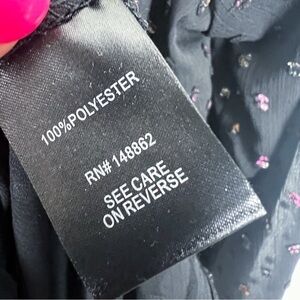 100%POLYESTER
RN# 148862
SEE CARE
ON REVERSE